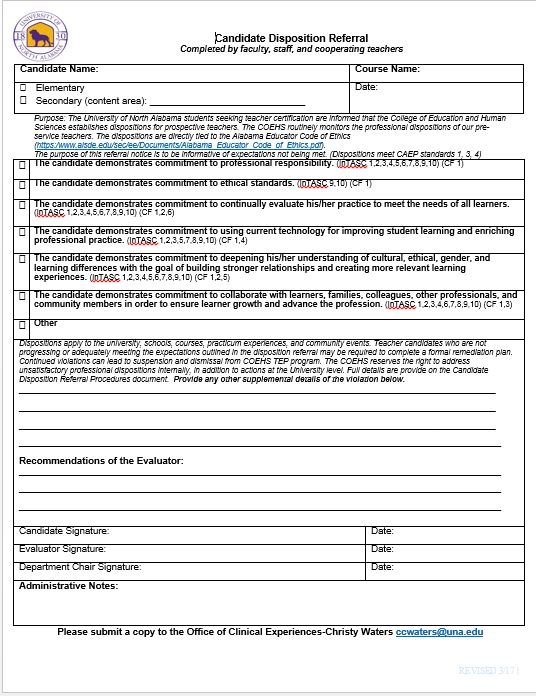 UNIVERSITY OF
18 30
NORTH ALABAMA
Candidate Disposition Referral
Completed by faculty, staff, and cooperating teachers
Candidate Name: Course Name:
Elementary Date:
Secondary (content area):
Purpose: The University of North Alabama students seeking teacher certification are informed that the College of Education and Human
Sciences establishes dispositions for prospective teachers. The COEHS routinely monitors the professional dispositions of our pre-
service teachers. The dispositions are directly tied to the Alabama Educator Code of Ethics
(https:/www.alsde.edu/sec/ee/Documents/Alabama_Educator_Code_of_Ethics.pdf).
The purpose of this referral notice is to be informative of expectations not being met. (Dispositions meet CAEP standards 1, 3, 4)
The candidate demonstrates commitment to professional responsibility. (InTASC 1,2,3,4,5,6,7,8,9,10) (CF 1)
The candidate demonstrates commitment to ethical standards. (InTASC 9,10) (CF 1)
The candidate demonstrates commitment to continually evaluate his/her practice to meet the needs of all learners.
(InTASC 1,2,3,4,5,6,7,8,9,10) (CF 1,2,6)
The candidate demonstrates commitment to using current technology for improving student learning and enriching
professional practice. (InTASC 1,2,3,5,7,8,9,10) (CF 1,4)
The candidate demonstrates commitment to deepening his/her understanding of cultural, ethical, gender, and
learning differences with the goal of building stronger relationships and creating more relevant learning
experiences. (InTASC 1,2,3,4,5,6,7,8,9,10) (CF 1,2,5)
The candidate demonstrates commitment to collaborate with learners, families, colleagues, other professionals, and
community members in order to ensure learner growth and advance the profession. (InTASC 1,2,3,4,6,7,8,9,10) (CF 1,3)
Other
Dispositions apply to the university, schools, courses, practicum experiences, and community events. Teacher candidates who are not
progressing or adequately meeting the expectations outlined in the disposition referral may be required to complete a formal remediation plan.
Continued violations can lead to suspension and dismissal from COEHS TEP program. The COEHS reserves the right to address
unsatisfactory professional dispositions internally, in addition to actions at the University level. Full details are provide on the Candidate
Disposition Referral Procedures document. Provide any other supplemental details of the violation below.
Recommendations of the Evaluator:
Candidate Signature: Date:
Evaluator Signature: Date:
Department Chair Signature: Date:
Administrative Notes:
Please submit a copy to the Office of Clinical Experiences-Christy Waters ccwaters@una.edu
REVISED 3/17 |